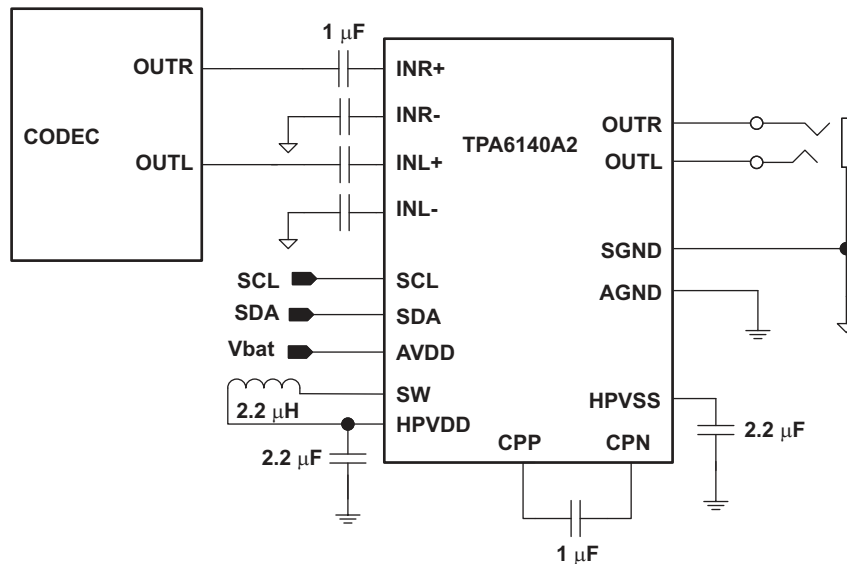 1 μF
OUTR
INR+
INR-
CODEC
TPA6140A2
OUTR
OUTL
INL+
OUTL
INL-
SGND
SCL
SCL
AGND
SDA
SDA
Vbat
AVDD
SW
HPVSS
2.2 μH
HPVDD
2.2 μF
2.2 μF
CPP
CPN
1 μF